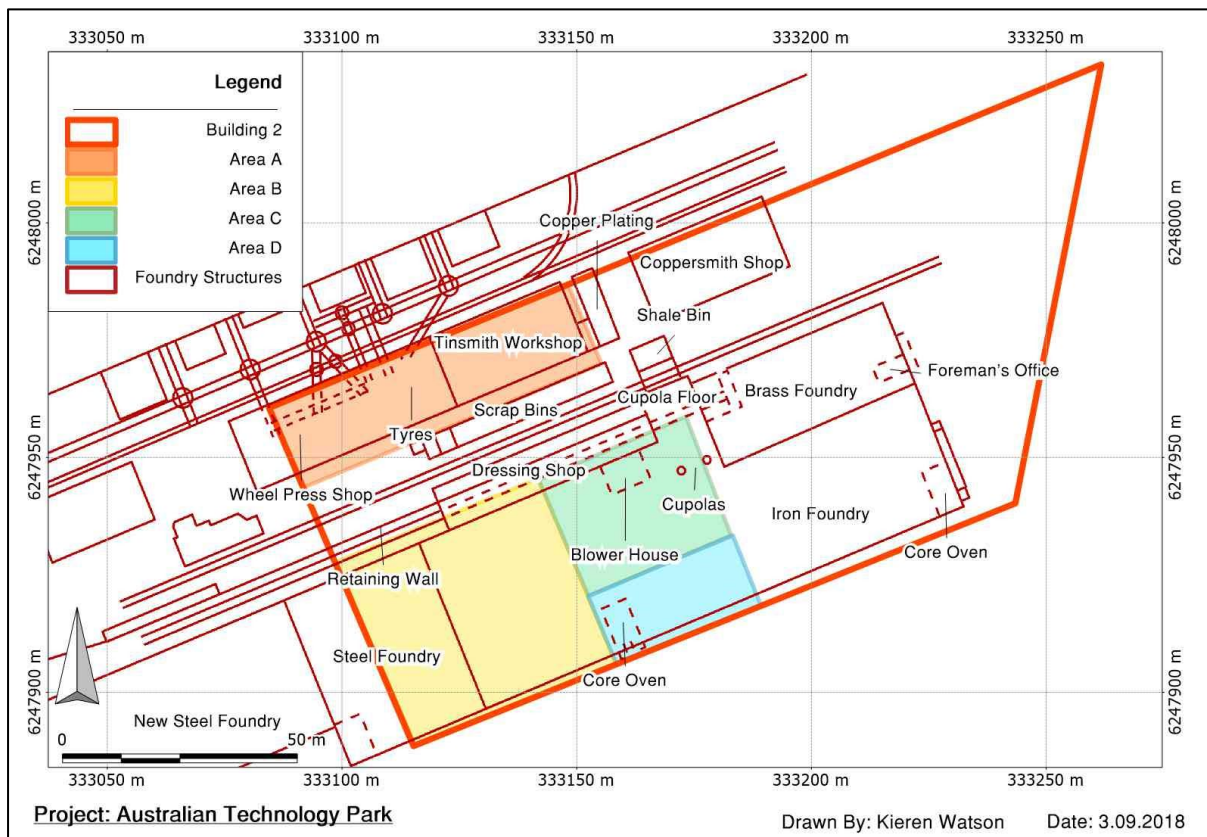 333050 m
333100 m
333150 m
333200 m
333250 m
Legend
Building 2
Area A
Area B
Area C
Area D
Foundry Structures
6248000 m
6248000 m
Copper Plating
Coppersmith Shop
Shale Bin
Tinsmith Workshop
Foreman's Office
Brass Foundry
Cupola Floor
Scrap Bins
Tyres
6247950 m
6247950 m
Dressing Shop
Wheel Press Shop
Cupolas
Iron Foundry
Blower House
Core Oven
Retaining Wall
Steel Foundry
Core Oven
6247900 m
6247900 m
New Steel Foundry
0
50 m
333050 m
333100 m
333150 m
333200 m
333250 m
Project: Australian Technology Park
Drawn By: Kieren Watson
Date: 3.09.2018